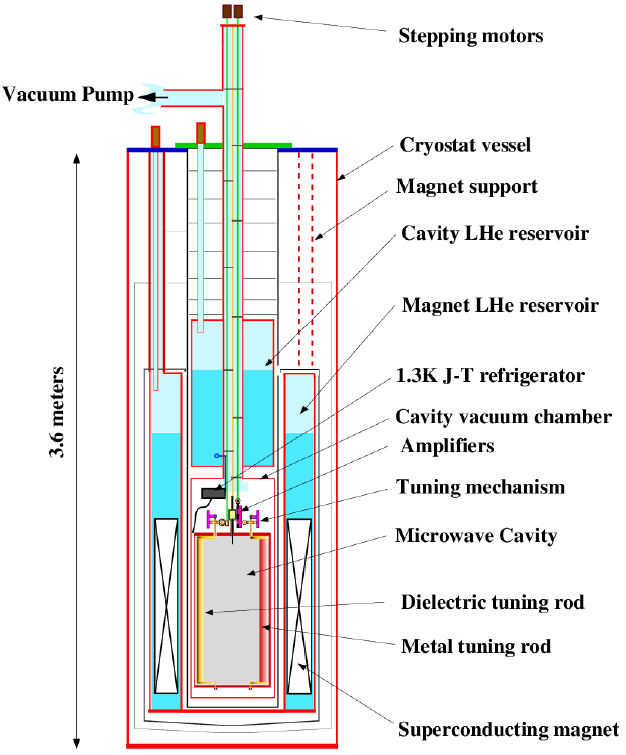 Stepping motors
Vacuum Pump
Cryostat vessel
Magnet support
Cavity LHe reservoir
Magnet LHe reservoir
3.6 meters
1.3K J-T refrigerator
Cavity vacuum chamber
Amplifiers
Tuning mechanism
Microwave Cavity
Dielectric tuning rod
Metal tuning rod
Superconducting magnet